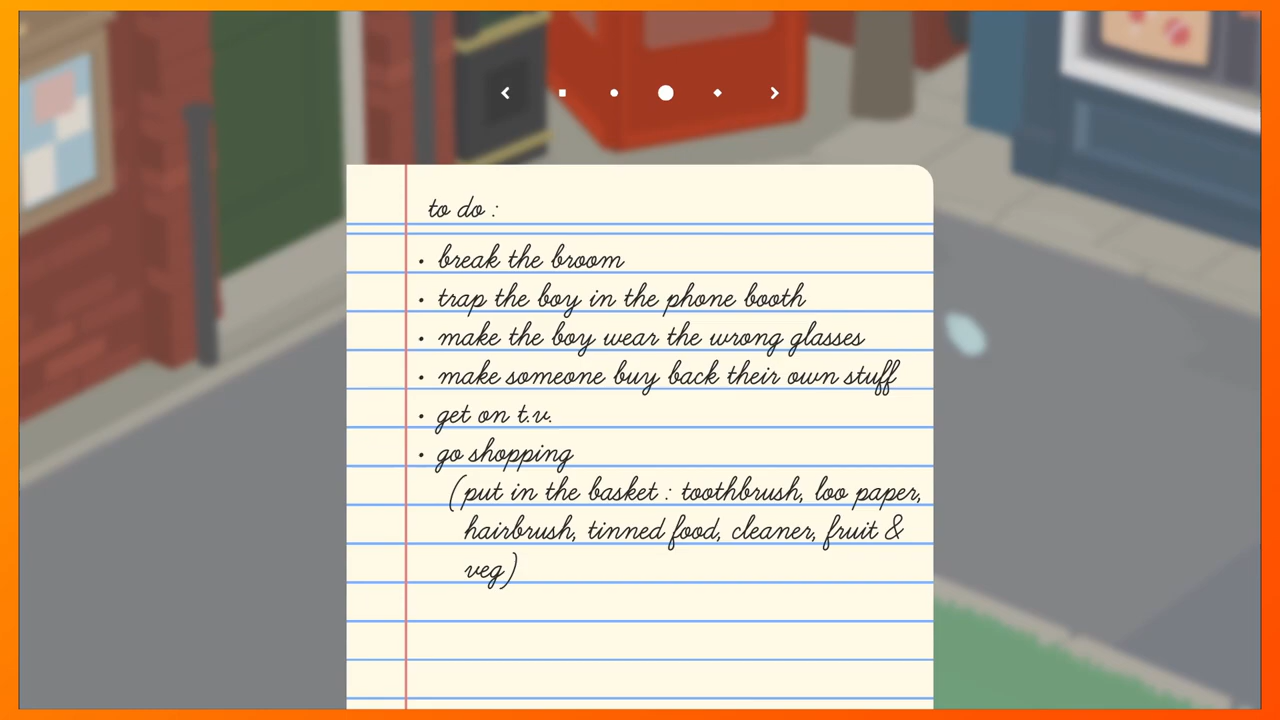 to do :
• break the broom
• trap the boy in the phone booth
• make the boy wear the wrong glasses
• make someone buy back their own stuff
• get on t.v.
• go shopping
(put in the basket : toothbrush, loo paper,
hairbrush, tinned food, cleaner, fruit &
veg)